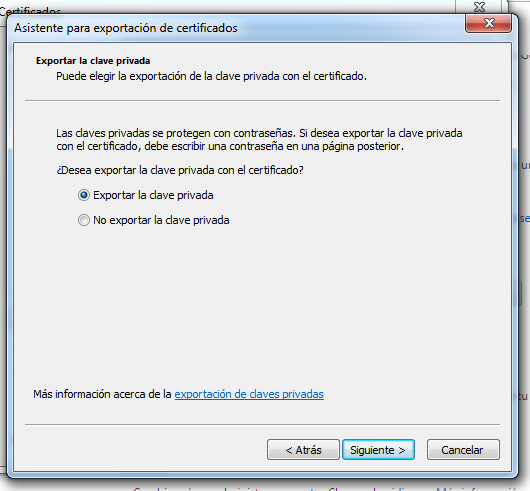 Certificados
Asistente para exportación de certificados
Exportar la clave privada
Puede elegir la exportación de la clave privada con el certificado.
Las claves privadas se protegen con contraseñas. Si desea exportar la clave privada
con el certificado, debe escribir una contraseña en una página posterior.
¿Desea exportar la clave privada con el certificado?
Exportar la clave privada
No exportar la clave privada
Más información acerca de la exportación de claves privadas
< Atrás
Siguiente >
Cancelar